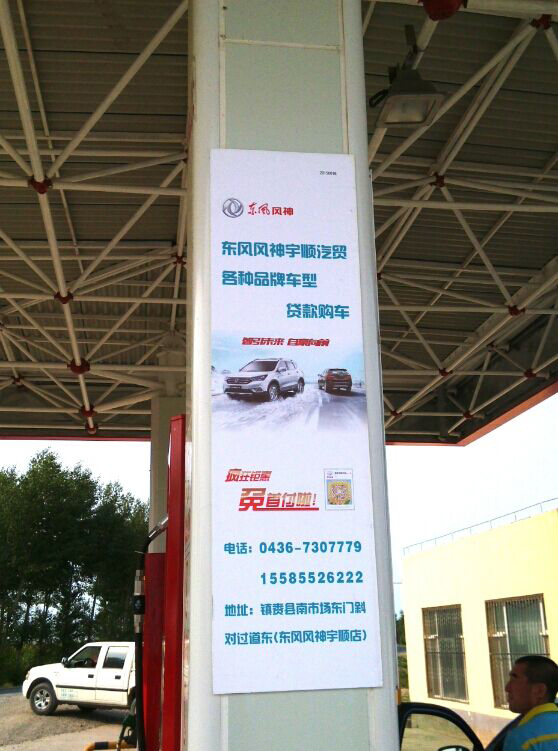 东风风神
东风风神宇顺汽贸
各种品牌车型
贷款购车
疯狂钜惠
免首付啦！
电话：0436-7307779
15585526222
地址：镇赉县南市场东门斜
对过道东(东风风神宇顺店)